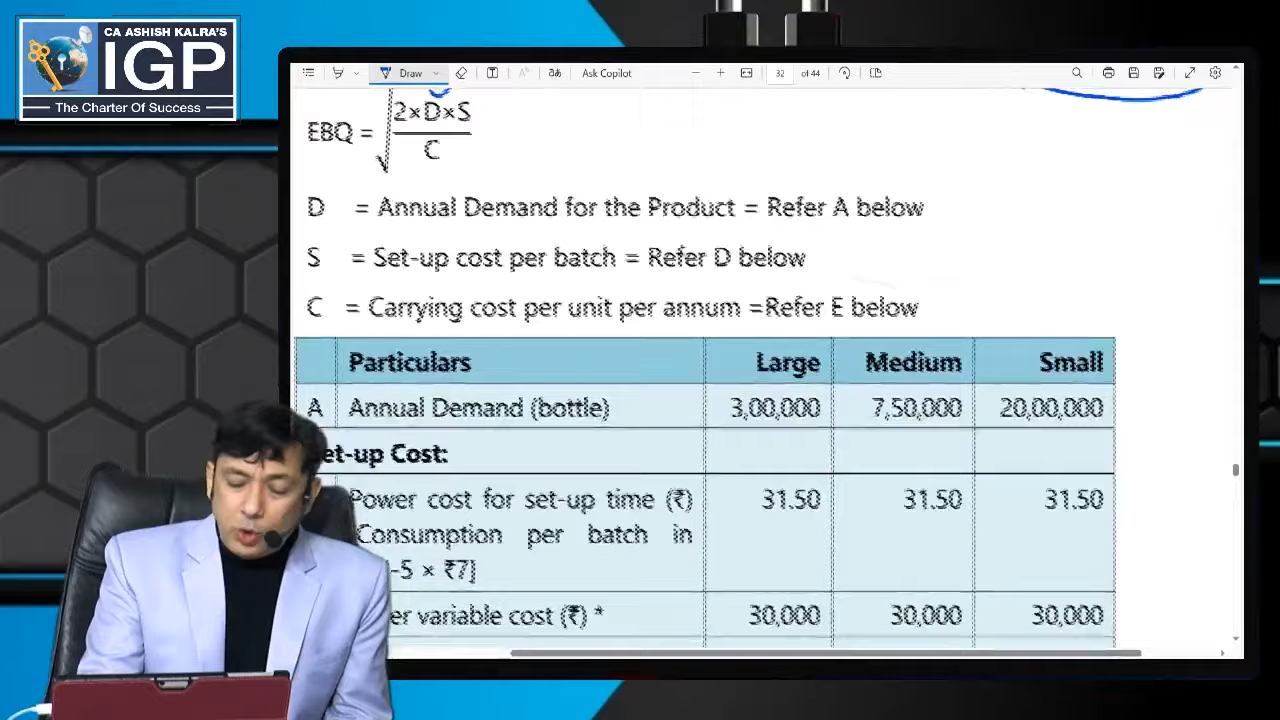 CA ASHISH KALRA'S
IGP
The Charter Of Success
Draw
Ask Copilot
32
of 44
EBQ = √ 2×D×S
C
D = Annual Demand for the Product = Refer A below
S = Set-up cost per batch = Refer D below
C = Carrying cost per unit per annum =Refer E below
Particulars Large Medium Small
A Annual Demand (bottle) 3,00,000 7,50,000 20,00,000
et-up Cost:
Power cost for set-up time (₹) 31.50 31.50 31.50
Consumption per batch in
-5 × ₹7]
er variable cost (₹) * 30,000 30,000 30,000